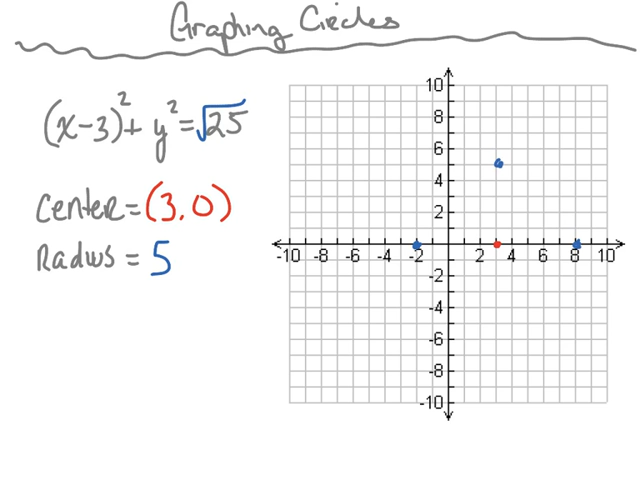 Graphing Circles
(x-3)² + y² = √25
Center = (3, 0)
Radius = 5
10
8
6
4
2
-10 -8 -6 -4 -2 2 4 6 8 10
-2
-4
-6
-8
-10